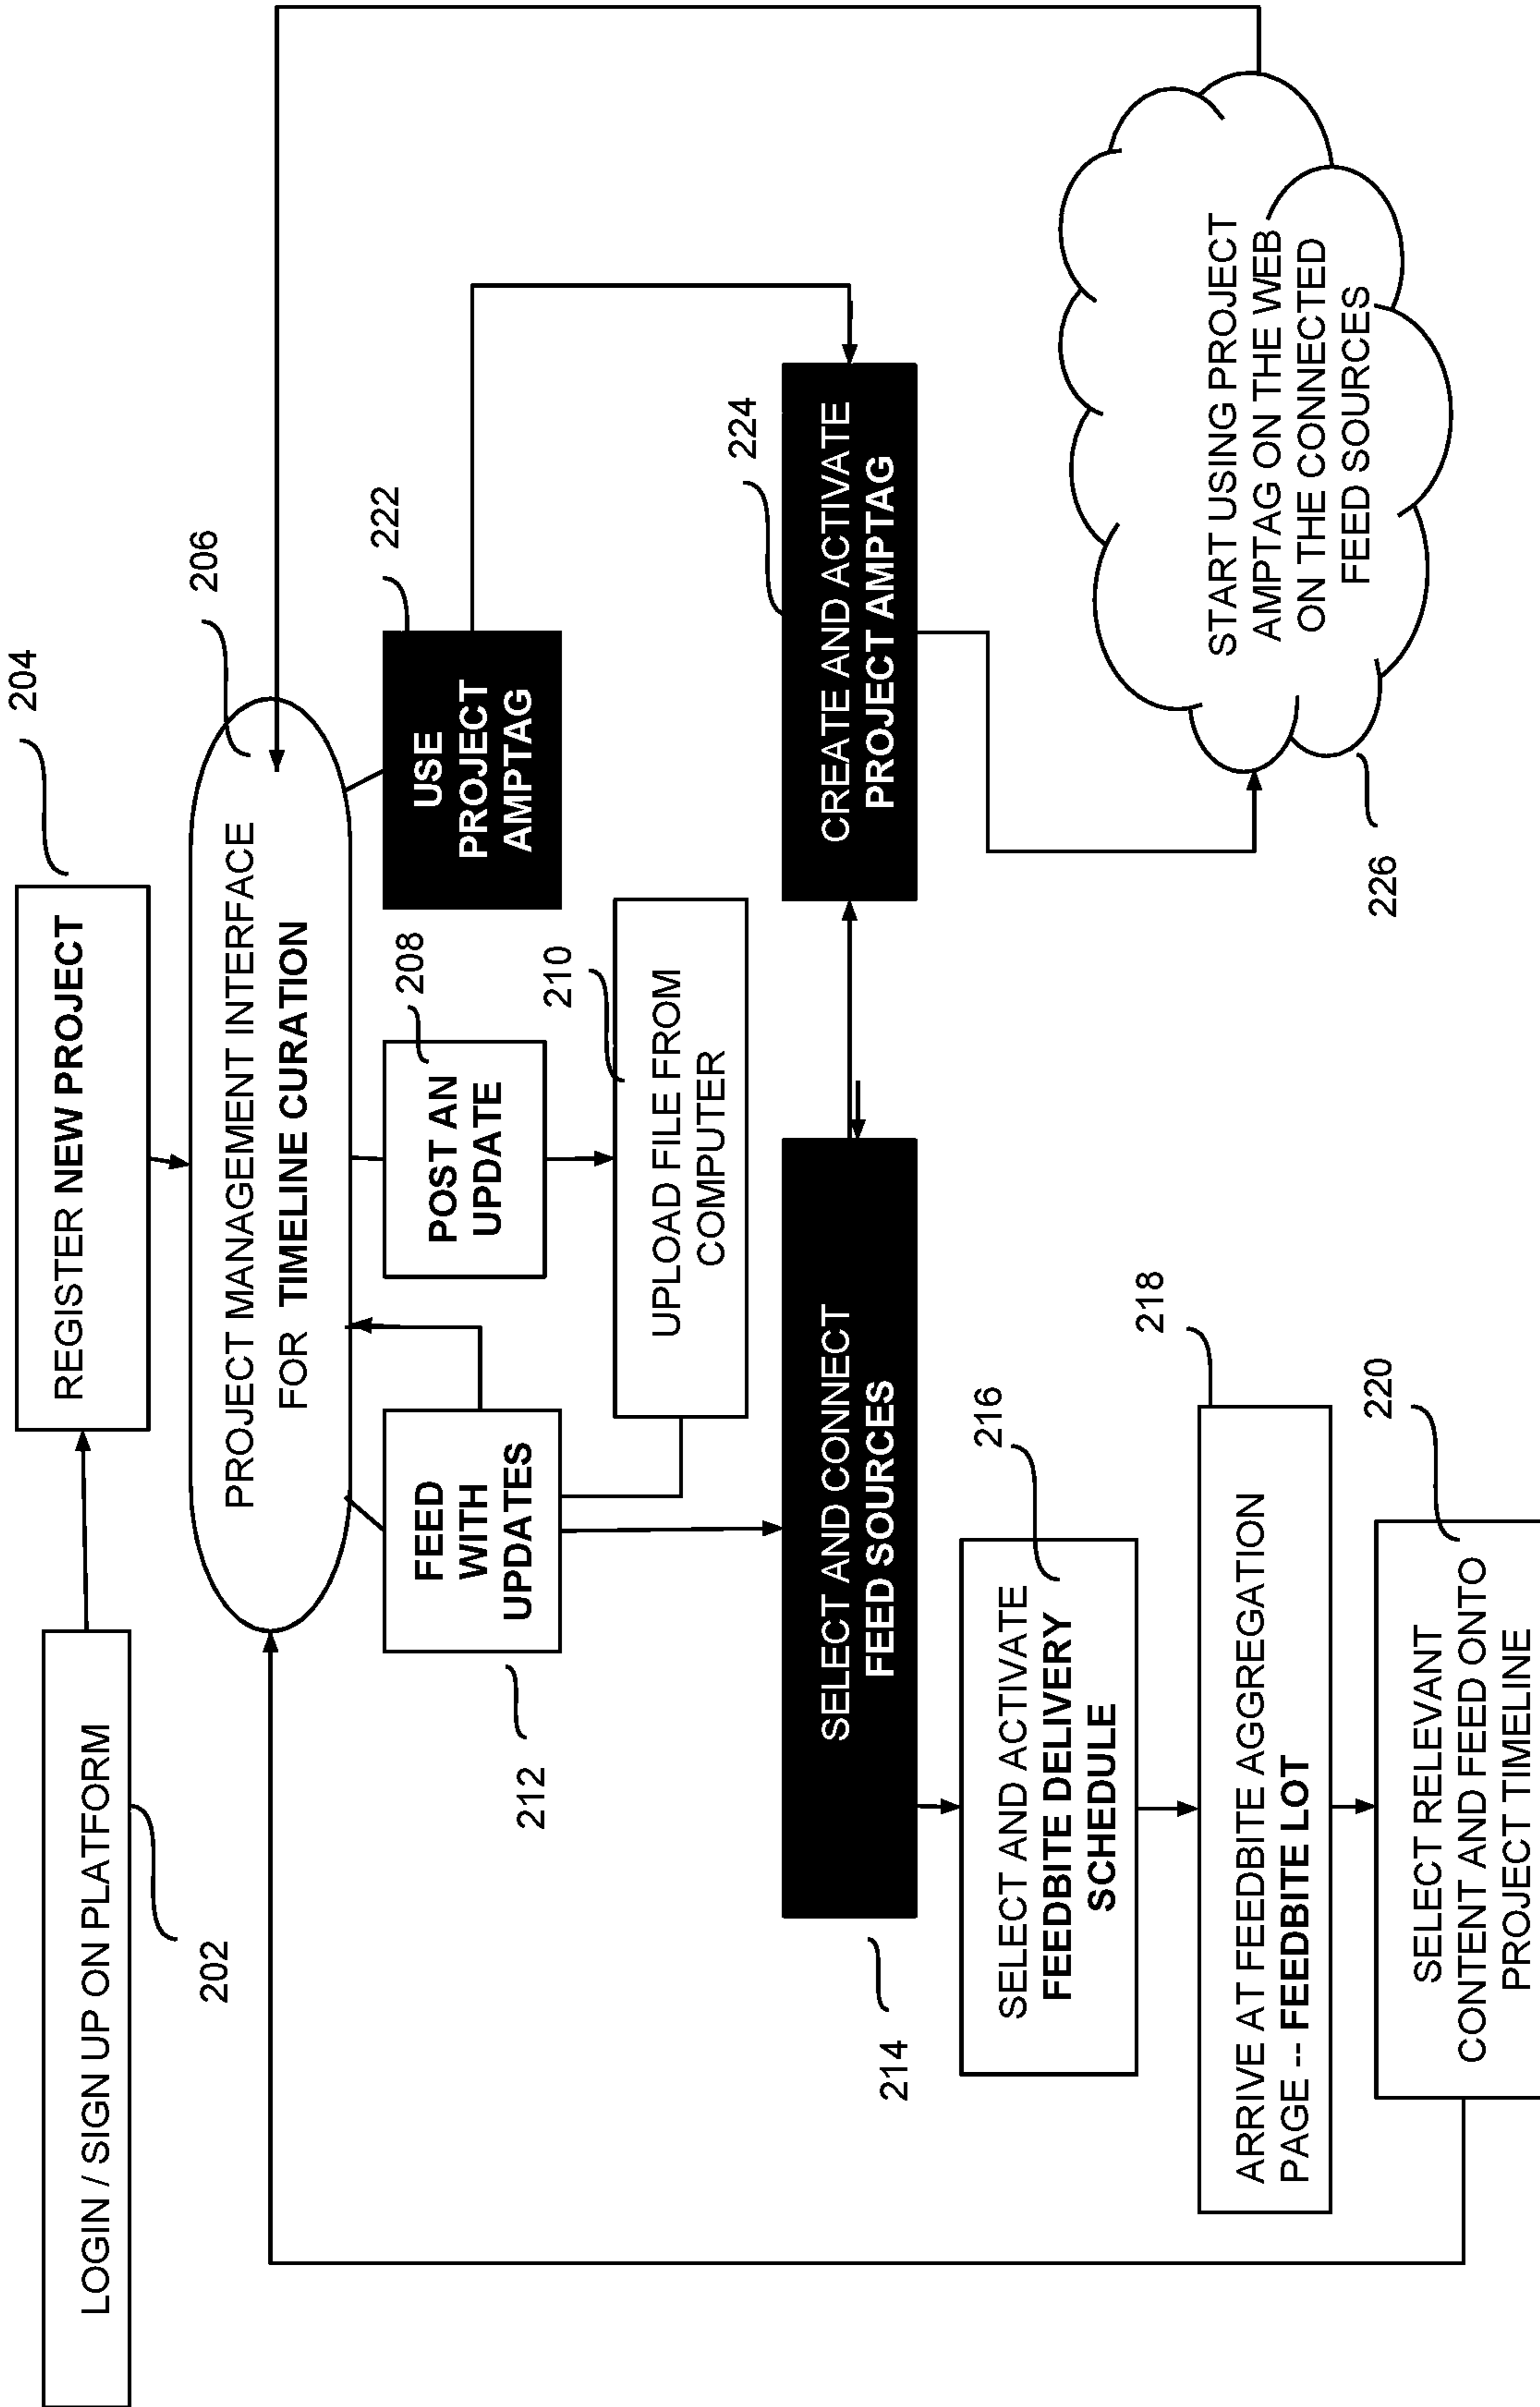 LOGIN / SIGN UP ON PLATFORM
202
REGISTER NEW PROJECT
204
PROJECT MANAGEMENT INTERFACE
FOR TIMELINE CURATION
206
FEED
WITH
UPDATES
212
POST AN
UPDATE
208
USE
PROJECT
AMPTAG
222
UPLOAD FILE FROM
COMPUTER
210
SELECT AND CONNECT
FEED SOURCES
214
CREATE AND ACTIVATE
PROJECT AMPTAG
224
SELECT AND ACTIVATE
FEEDBITE DELIVERY
SCHEDULE
216
ARRIVE AT FEEDBITE AGGREGATION
PAGE -- FEEDBITE LOT
218
SELECT RELEVANT
CONTENT AND FEED ONTO
PROJECT TIMELINE
220
START USING PROJECT
AMPTAG ON THE WEB
ON THE CONNECTED
FEED SOURCES
226